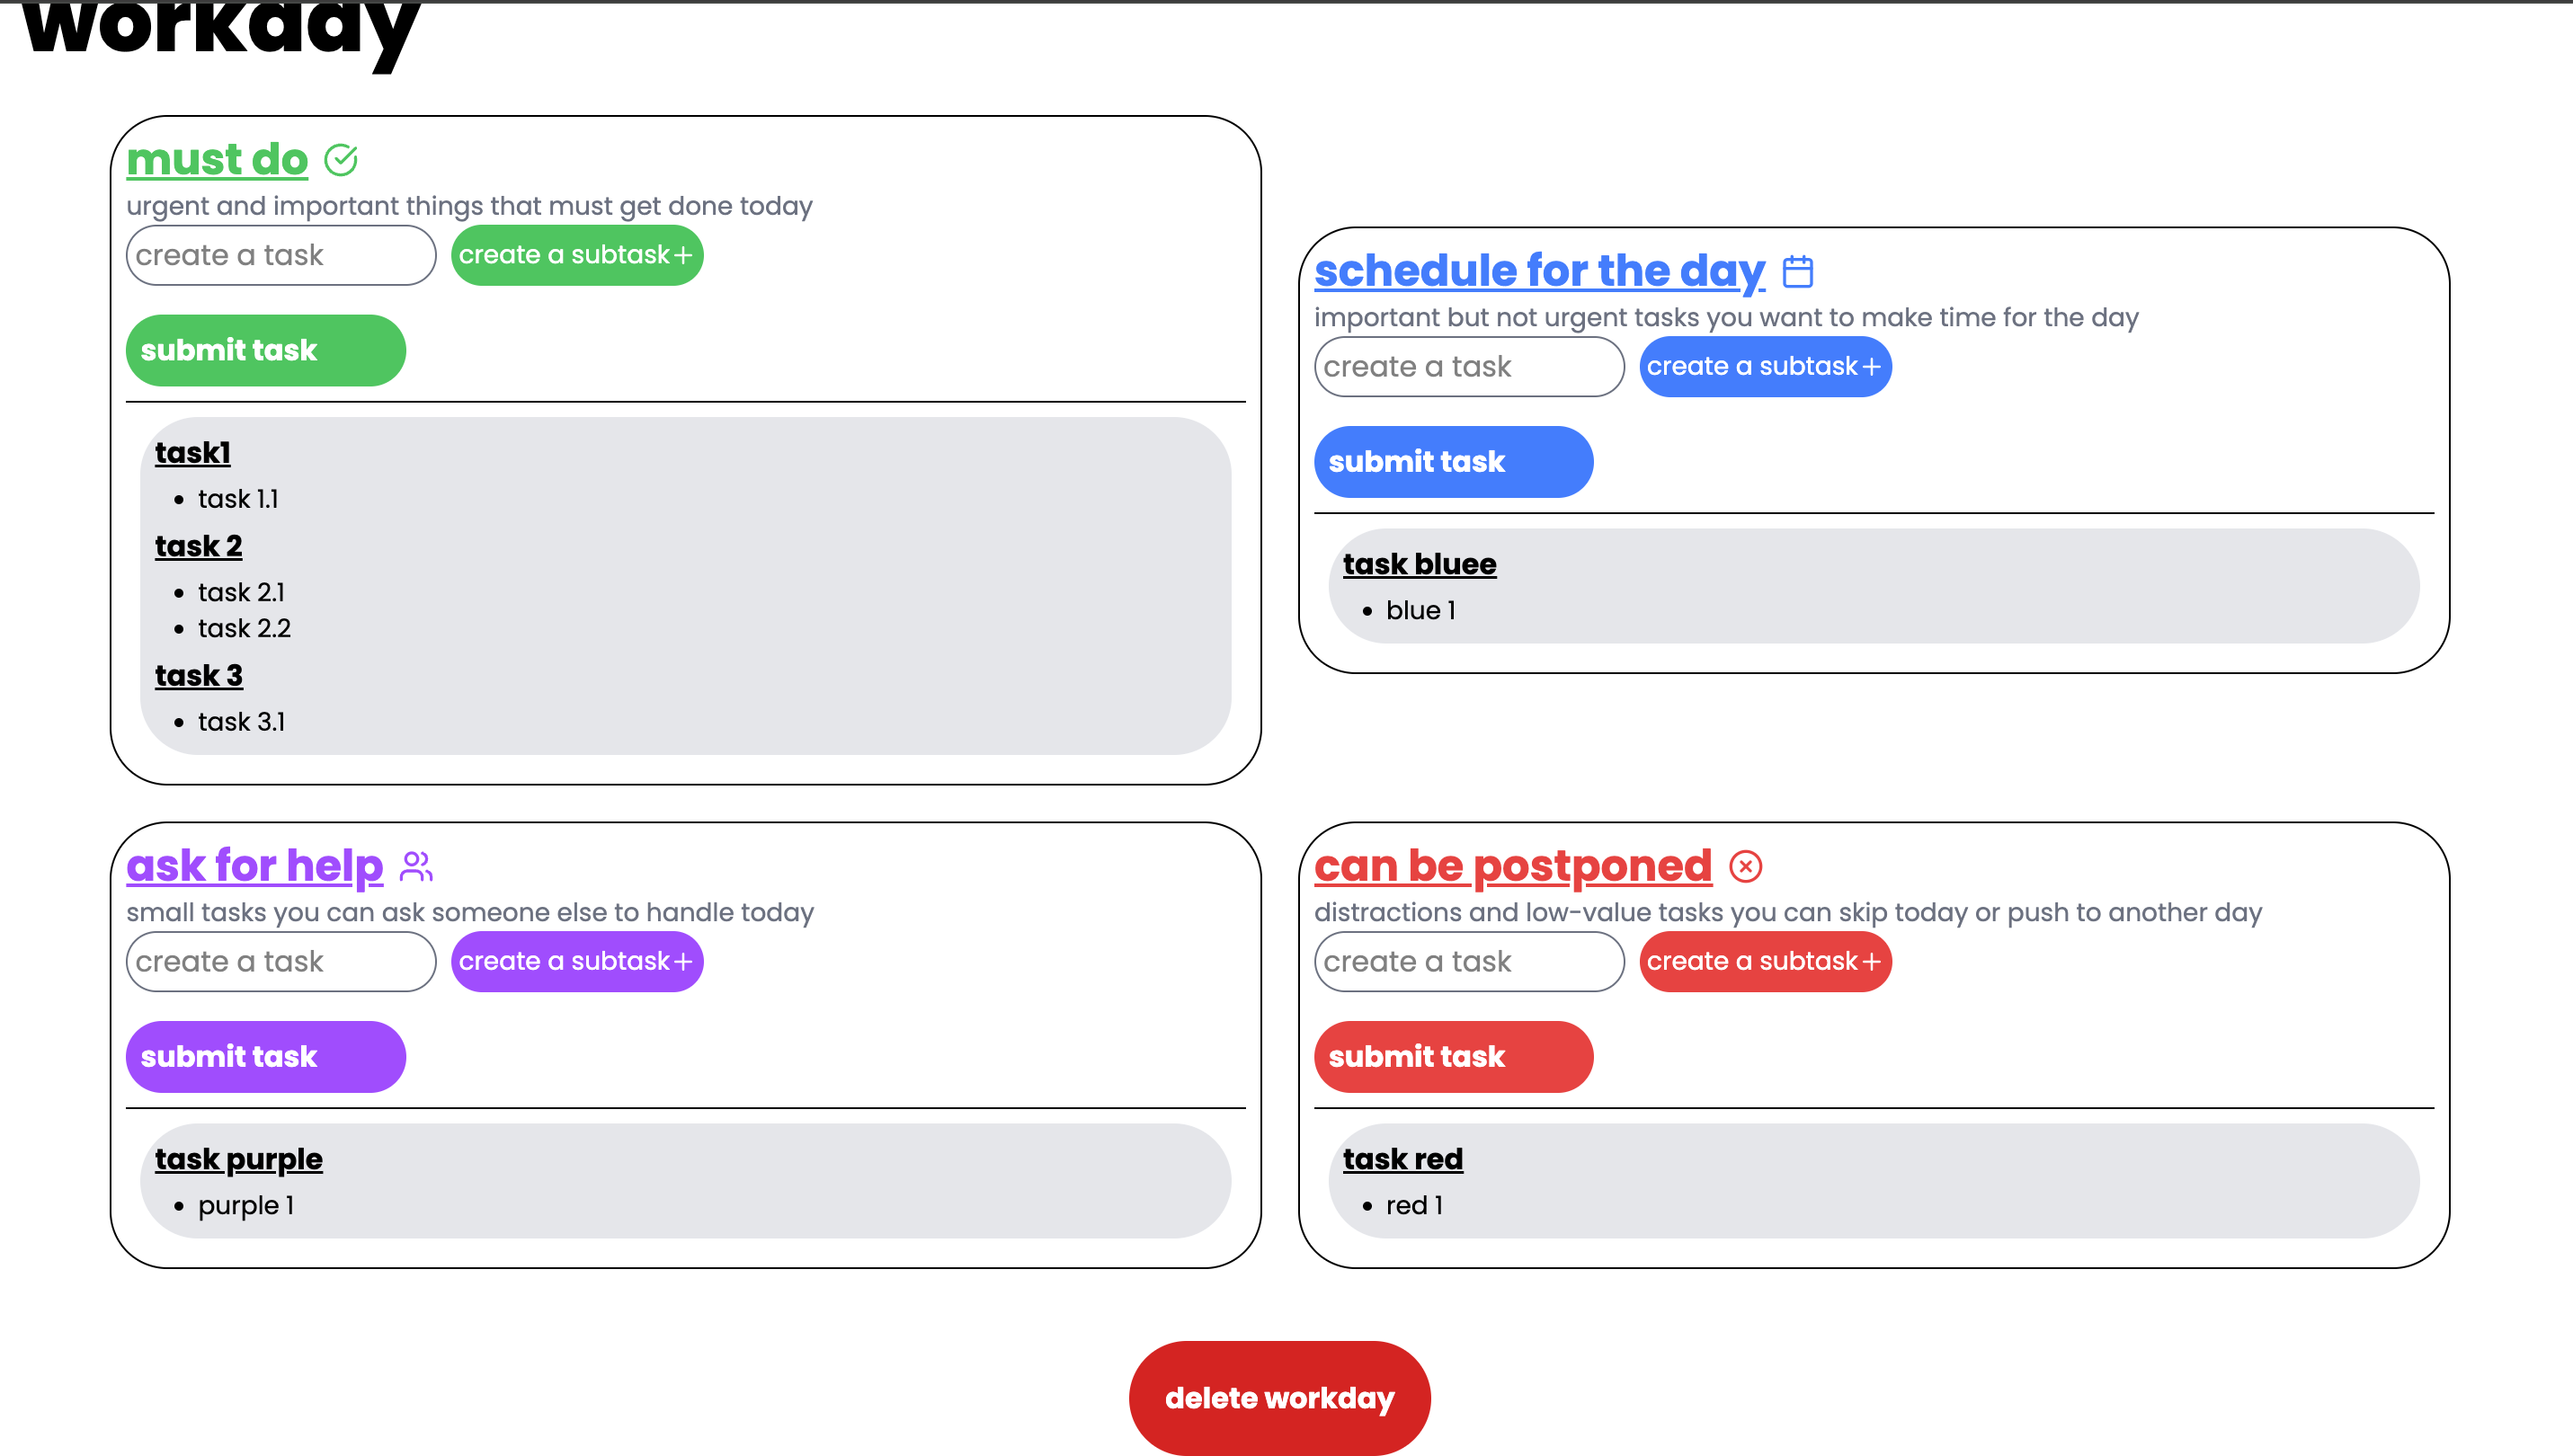 workday
must do
urgent and important things that must get done today
create a task
create a subtask+
submit task
task1
task 1.1
task 2
task 2.1
task 2.2
task 3
task 3.1
schedule for the day
important but not urgent tasks you want to make time for the day
create a task
create a subtask+
submit task
task bluee
blue 1
ask for help
small tasks you can ask someone else to handle today
create a task
create a subtask+
submit task
task purple
purple 1
can be postponed
distractions and low-value tasks you can skip today or push to another day
create a task
create a subtask+
submit task
task red
red 1
delete workday